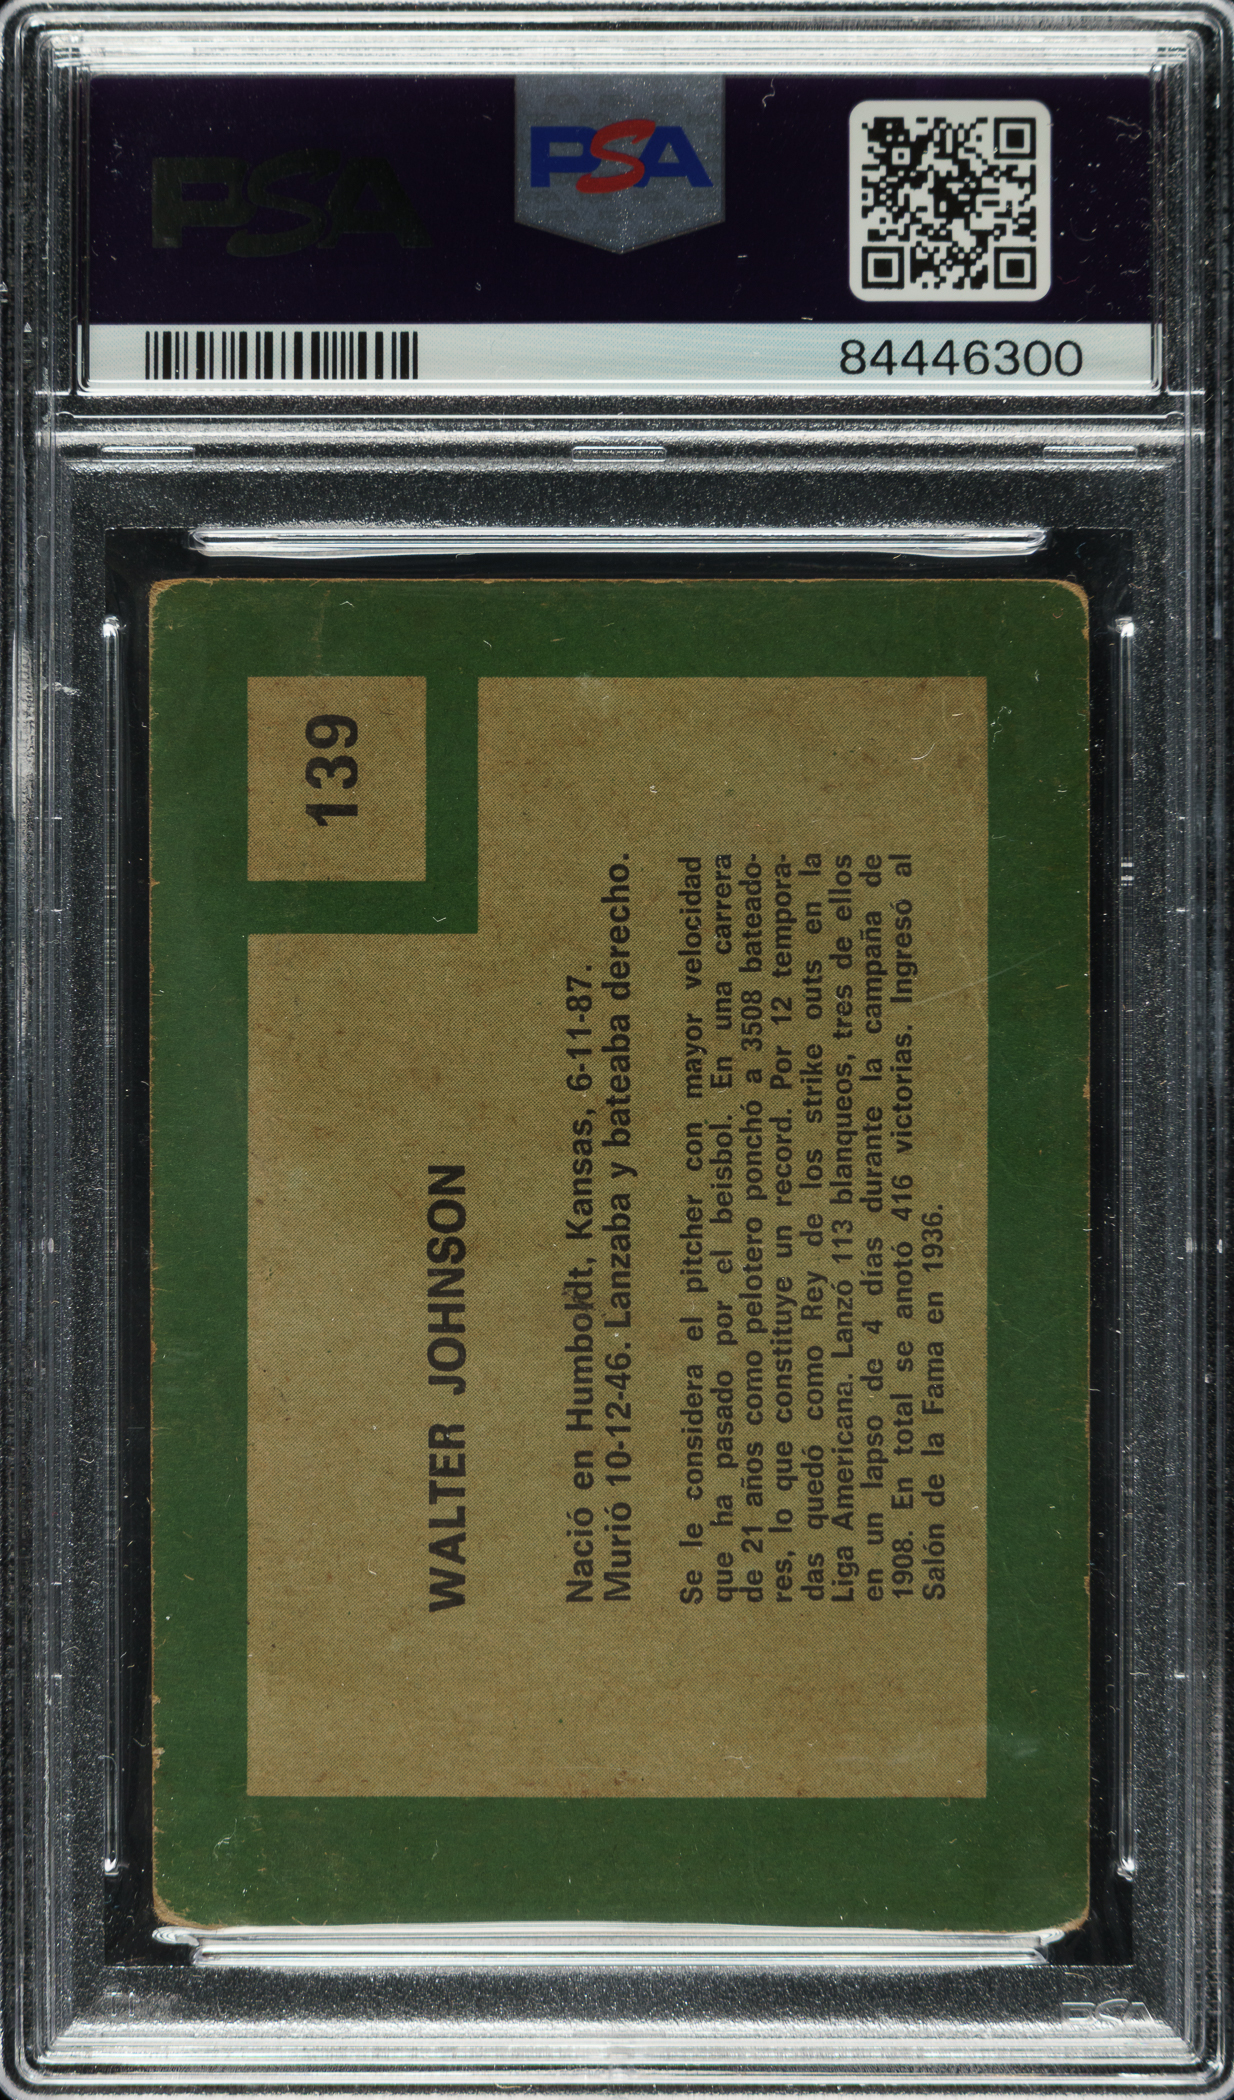 PSA
PSA
84446300
139
WALTER JOHNSON
Nació en Humboldt, Kansas, 6-11-87.
Murió 10-12-46. Lanzaba y bateaba derecho.
Se le considera el pitcher con mayor velocidad
que ha pasado por el beisbol. En una carrera
de 21 años como pelotero ponchó a 3508 bateado-
res, lo que constituye un record. Por 12 tempora-
das quedó como Rey de los strike outs en la
Liga Americana. Lanzó 113 blanqueos, tres de ellos
en un lapso de 4 días durante la campaña de
1908. En total se anotó 416 victorias. Ingresó al
Salón de la Fama en 1936.
PSA